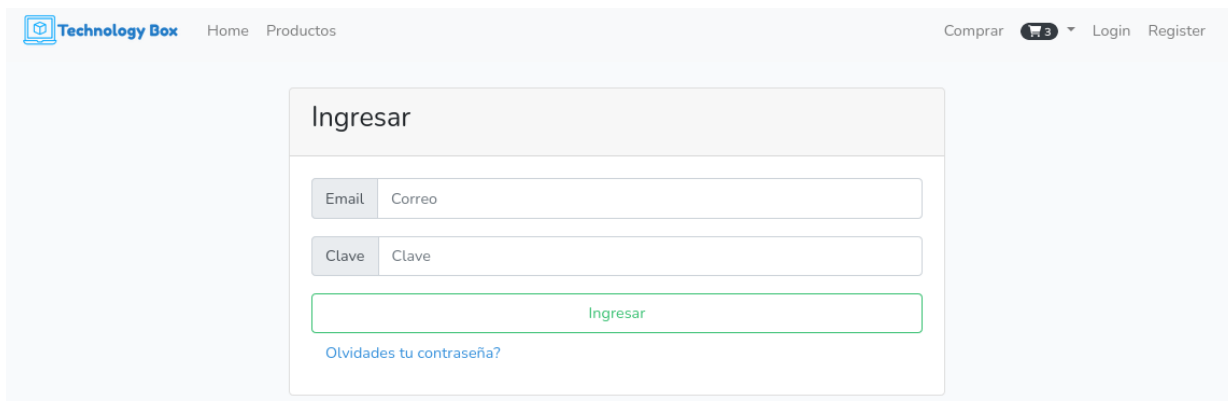 Technology Box Home Productos Comprar 3 Login Register
Ingresar
Email Correo
Clave Clave
Ingresar
Olvidades tu contraseña?